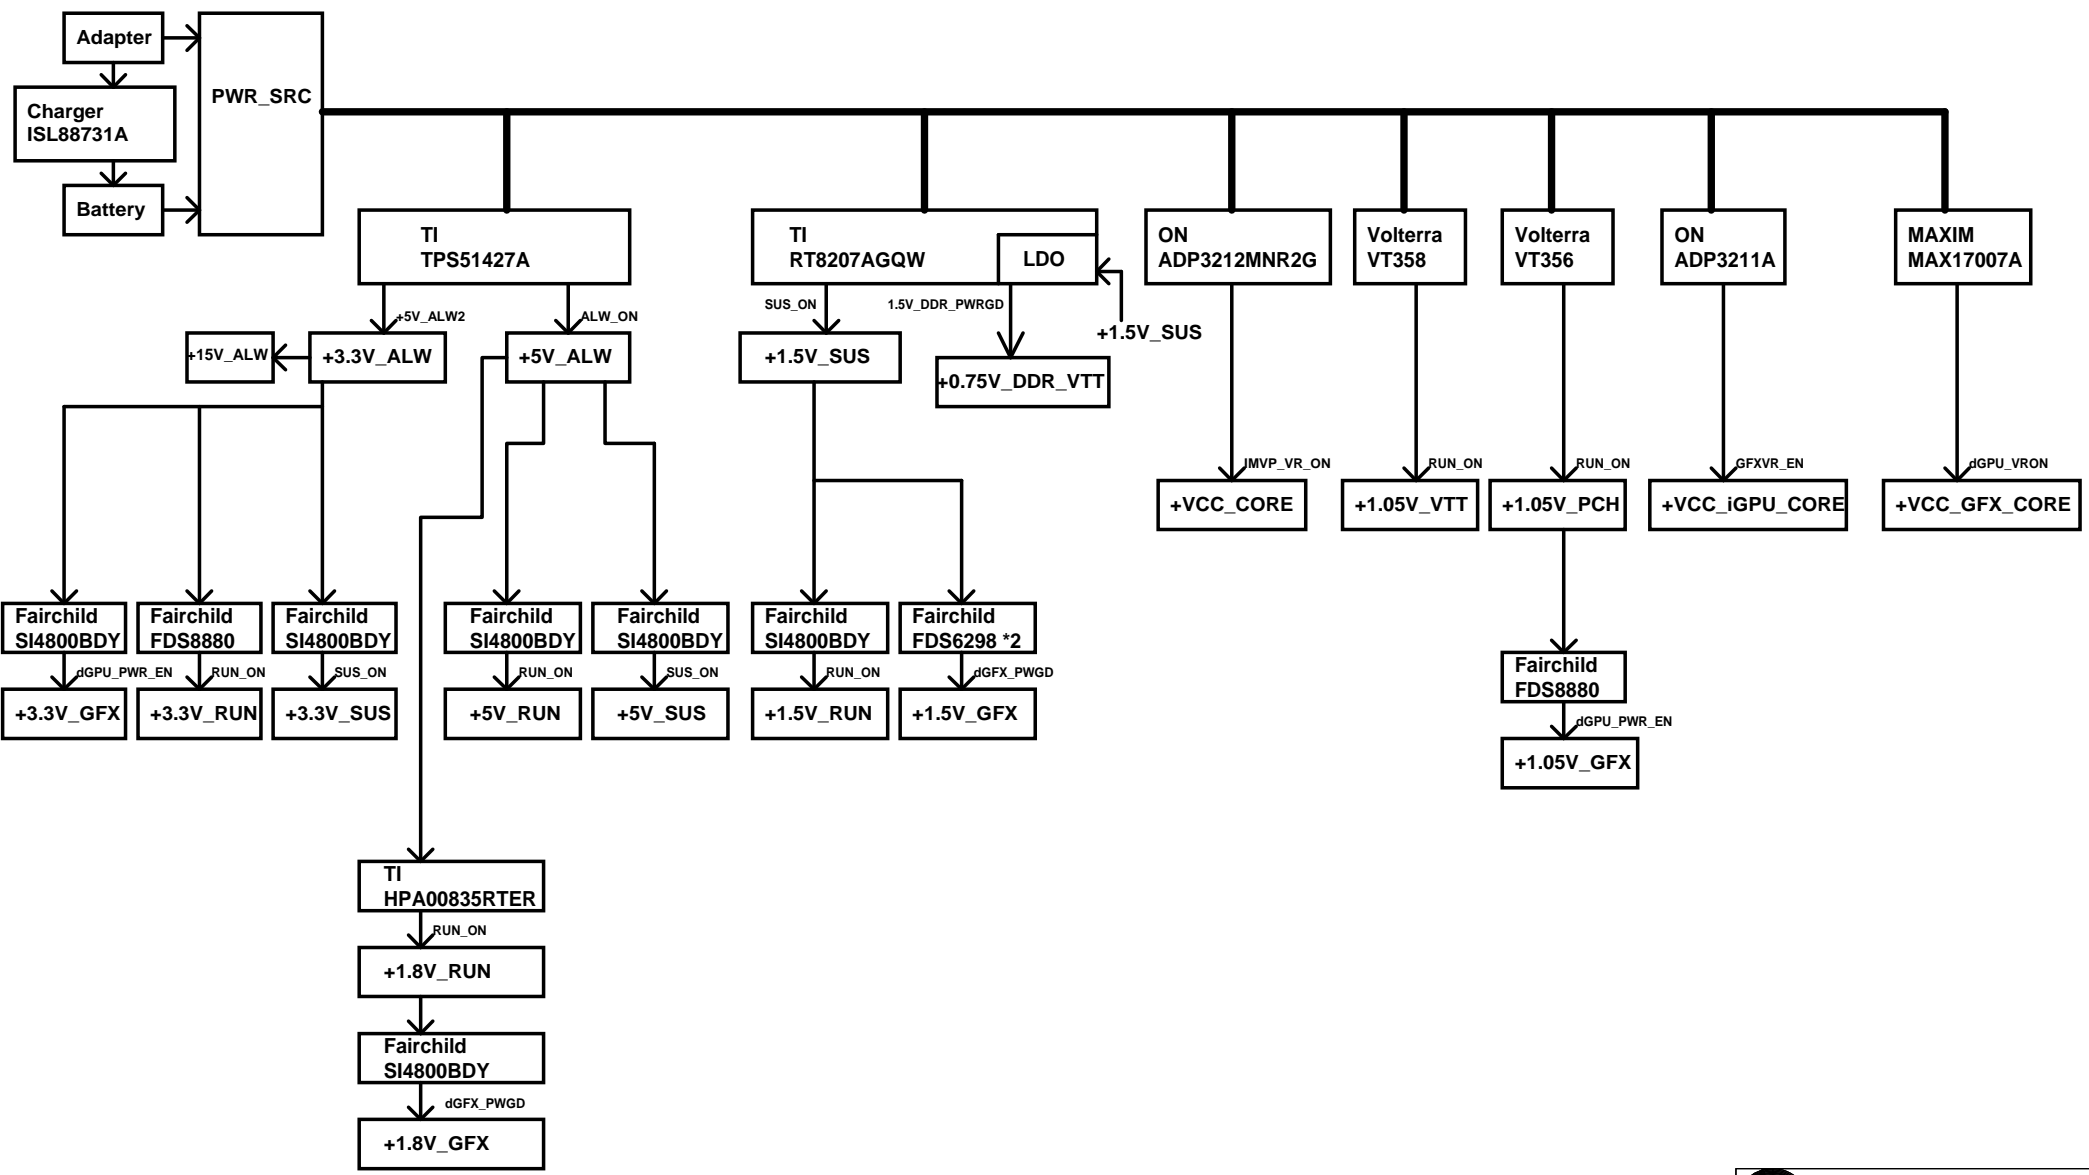 Adapter
PWR_SRC
Charger
ISL88731A
Battery
TI
TPS51427A
TI
RT8207AGQW
LDO
ON
ADP3212MNR2G
Volterra
VT358
Volterra
VT356
ON
ADP3211A
MAXIM
MAX17007A
+5V_ALW2
ALW_ON
SUS_ON
1.5V_DDR_PWRGD
+1.5V_SUS
+15V_ALW
+3.3V_ALW
+5V_ALW
+1.5V_SUS
+0.75V_DDR_VTT
IMVP_VR_ON
RUN_ON
RUN_ON
GFXVR_EN
dGPU_VRON
+VCC_CORE
+1.05V_VTT
+1.05V_PCH
+VCC_iGPU_CORE
+VCC_GFX_CORE
Fairchild
SI4800BDY
Fairchild
FDS8880
Fairchild
SI4800BDY
Fairchild
SI4800BDY
Fairchild
SI4800BDY
Fairchild
SI4800BDY
Fairchild
FDS6298 *2
dGPU_PWR_EN
RUN_ON
SUS_ON
RUN_ON
SUS_ON
RUN_ON
dGFX_PWGD
+3.3V_GFX
+3.3V_RUN
+3.3V_SUS
+5V_RUN
+5V_SUS
+1.5V_RUN
+1.5V_GFX
Fairchild
FDS8880
dGPU_PWR_EN
+1.05V_GFX
TI
HPA00835RTER
RUN_ON
+1.8V_RUN
Fairchild
SI4800BDY
dGFX_PWGD
+1.8V_GFX